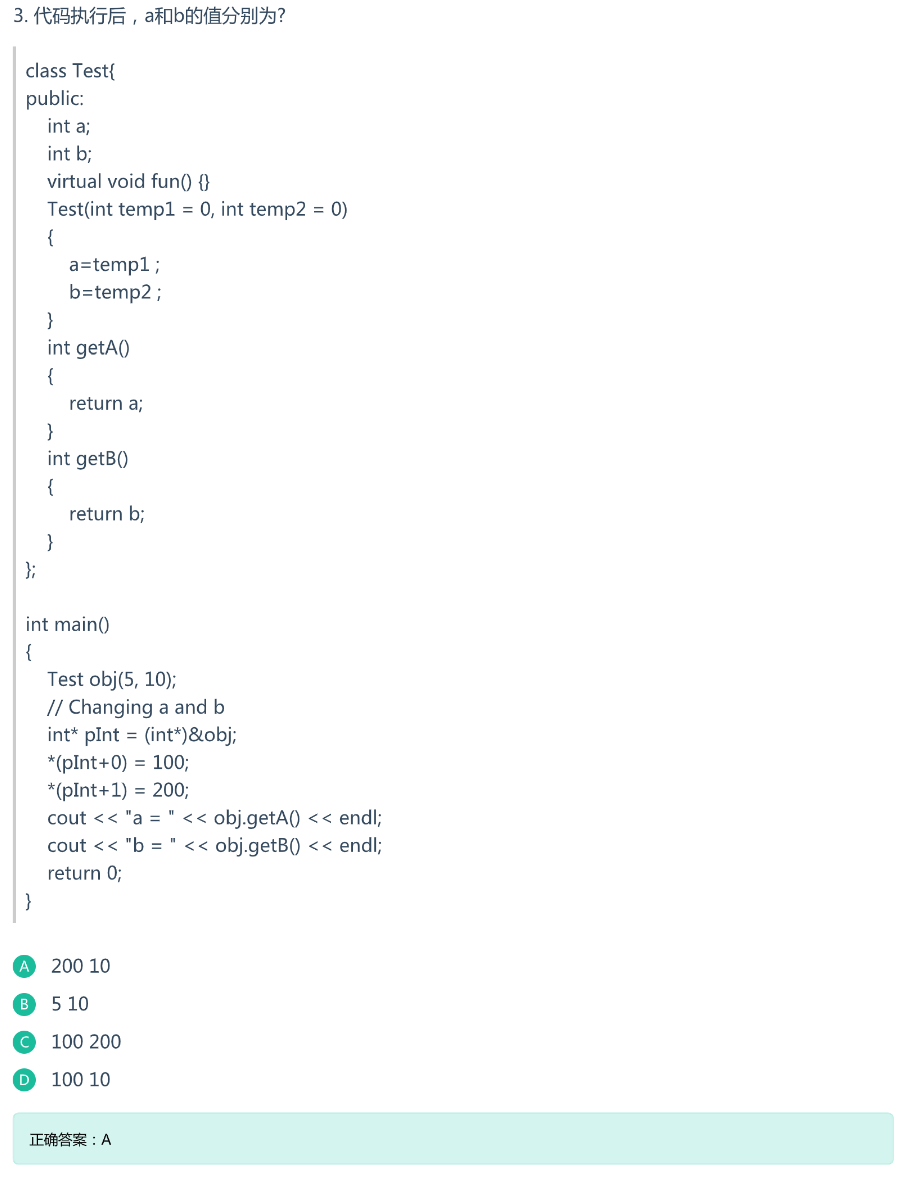 3. 代码执行后，a和b的值分别为?
class Test{
public:
int a;
int b;
virtual void fun() {}
Test(int temp1 = 0, int temp2 = 0)
{
a=temp1 ;
b=temp2 ;
}
int getA()
{
return a;
}
int getB()
{
return b;
}
};
int main()
{
Test obj(5, 10);
// Changing a and b
int* pInt = (int*)&obj;
*(pInt+0) = 100;
*(pInt+1) = 200;
cout << "a = " << obj.getA() << endl;
cout << "b = " << obj.getB() << endl;
return 0;
}
A 200 10
B 5 10
C 100 200
D 100 10
正确答案：A